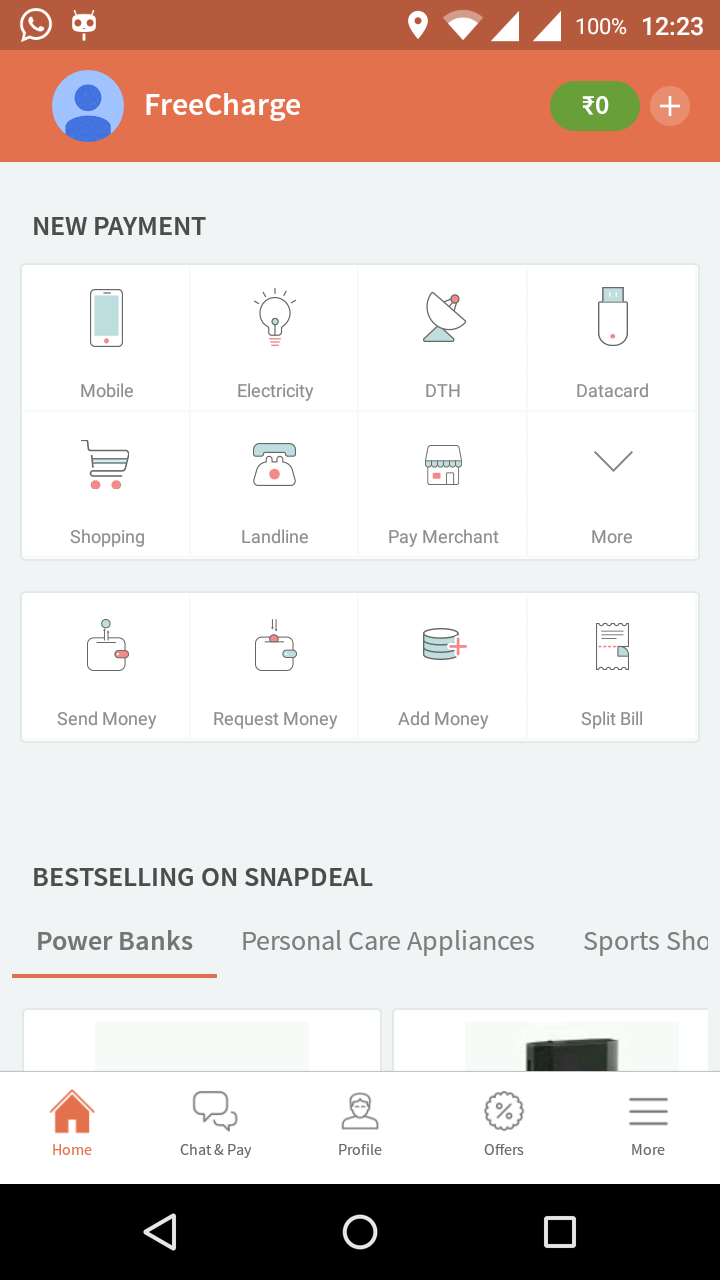 100% 12:23
FreeCharge ₹0
NEW PAYMENT
Mobile Electricity DTH Datacard
Shopping Landline Pay Merchant More
Send Money Request Money Add Money Split Bill
BESTSELLING ON SNAPDEAL
Power Banks Personal Care Appliances Sports Sho
Home Chat & Pay Profile Offers More